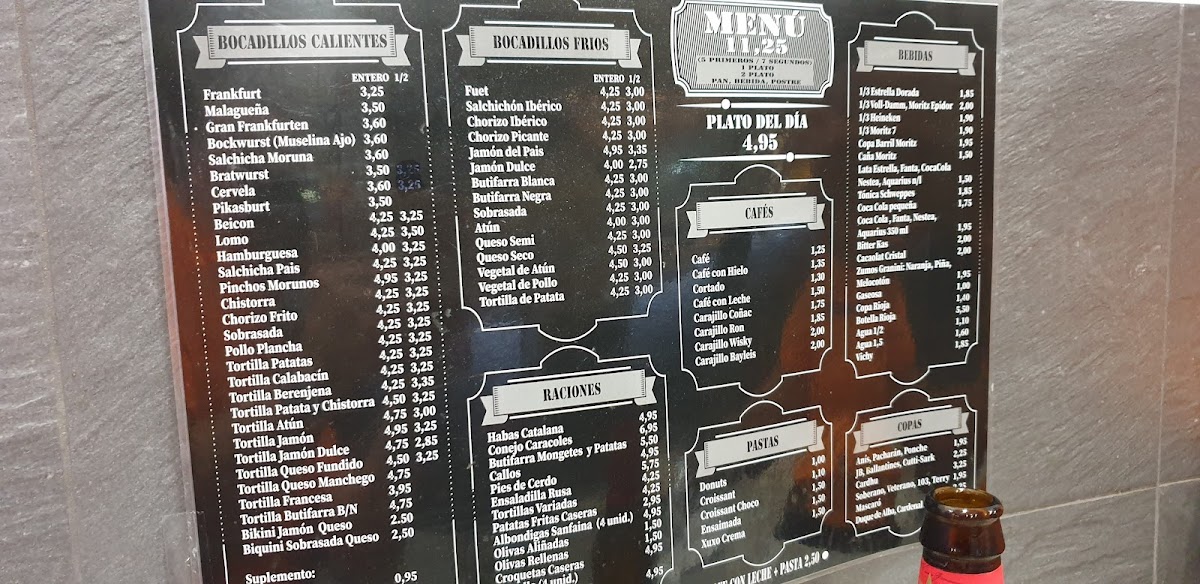 BOCADILLOS CALIENTES
ENTERO 1/2
Frankfurt 3,25
Malagueña 3,50
Gran Frankfurten 3,60
Bockwurst (Muselina Ajo) 3,60
Salchicha Moruna 3,60
Bratwurst 3,50 3,25
Cervela 3,60 3,25
Pikasburt 3,50
Beicon 4,25 3,25
Lomo 4,25 3,50
Hamburguesa 4,00 3,25
Salchicha Pais 4,25 3,25
Pinchos Morunos 4,95 3,25
Chistorra 4,25 3,25
Chorizo Frito 4,25 3,25
Sobrasada 4,25 3,25
Pollo Plancha 4,25 3,25
Tortilla Patatas 4,25 3,25
Tortilla Calabacín 4,25 3,25
Tortilla Berenjena 4,25 3,35
Tortilla Patata y Chistorra 4,50 3,25
Tortilla Atún 4,75 3,00
Tortilla Jamón 4,95 3,25
Tortilla Jamón Dulce 4,75 2,85
Tortilla Queso Fundido 4,50 3,25
Tortilla Queso Manchego 4,75
Tortilla Francesa 3,95
Tortilla Butifarra B/N 4,75
Bikini Jamón Queso 2.50
Biquini Sobrasada Queso 2,50
Suplemento: 0,95
BOCADILLOS FRIOS
ENTERO 1/2
Fuet 4,25 3,00
Salchichón Ibérico 4,25 3,00
Chorizo Ibérico 4,25 3,00
Chorizo Picante 4,25 3,00
Jamón del Pais 4,95 3,35
Jamón Dulce 4,00 2,75
Butifarra Blanca 4,25 3,00
Butifarra Negra 4,25 3,00
Sobrasada 4,25 3,00
Atún 4,00 3,00
Queso Semi 4,25 3,00
Queso Seco 4,50 3,25
Vegetal de Atún 4,50 3,00
Vegetal de Pollo 4,25 3,00
Tortilla de Patata 4,25 3,00
RACIONES
Habas Catalana 4,95
Conejo Caracoles 6,95
Butifarra Mongetes y Patatas 5,50
Callos 4,95
Pies de Cerdo 5,75
Ensaladilla Rusa 4,25
Tortillas Variadas 4,25
Patatas Fritas Caseras 2,95
Albondigas Sanfaina (4 unid.) 4,95
Olivas Aliñadas 1,50
Olivas Rellenas 1,50
Croquetas Caseras 4,95
(4 unid.) 4,95
MENÚ
11,25
(5 PRIMEROS / 7 SEGUNDOS)
1 PLATO
2 PLATO
PAN, BEBIDA, POSTRE
PLATO DEL DÍA
4,95
CAFÉS
Café 1,25
Café con Hielo 1,35
Cortado 1,30
Café con Leche 1,50
Carajillo Coñac 1,75
Carajillo Ron 1,85
Carajillo Wisky 2,00
Carajillo Bayleis 2,00
PASTAS
Donuts 1,00
Croissant 1,10
Croissant Choco 1,50
Ensaimada 1,50
Xuxo Crema 1,50
CON LECHE + PASTA 2,50
BEBIDAS
1/3 Estrella Dorada 1,85
1/3 Voll-Damm, Moritz Epidor 2,00
1/3 Heineken 1,90
1/3 Moritz 7 1,90
Copa Barril Moritz 1,95
Caña Moritz 1,50
Lata Estrella, Fanta, CocaCola
Nestea, Aquarius n/l 1,50
Tónica Schweppes 1,85
Coca Cola pequeña 1,75
Coca Cola , Fanta, Nestea,
Aquarius 350 ml 1,95
Bitter Kas 2,00
Cacaolat Cristal 2,00
Zumos Granini: Naranja, Piña,
Melocotón 1,95
Gaseosa 1,00
Copa Rioja 1,40
Botella Rioja 5,50
Agua 1/2 1,10
Agua 1,5 1,60
Vichy 1,85
COPAS
Anis, Pacharán, Ponche 1,95
JB, Ballantines, Cutti-Sark 2,25
Cardhu 3,25
Soberano, Veterano, 103, Terry 1,95
Mascaró
Duque de Alba, Cardenal